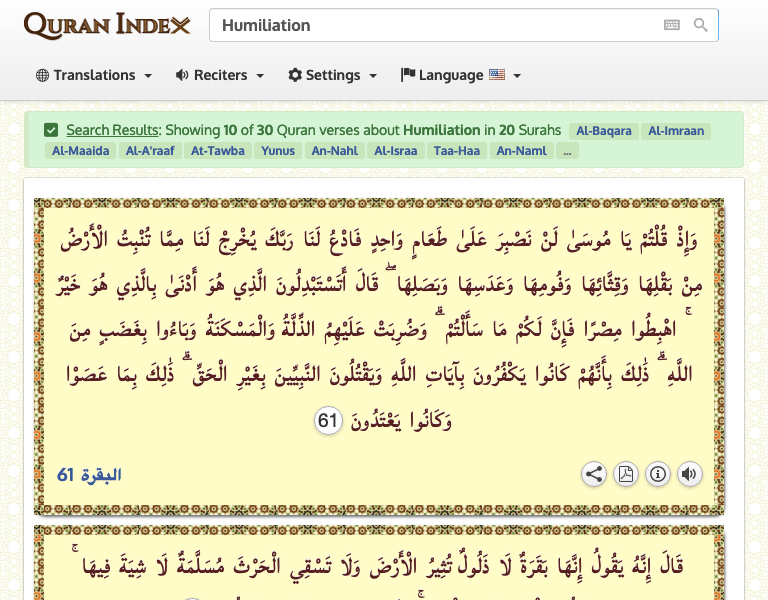 QURAN INDEX
Humiliation
Translations Reciters Settings Language
Search Results: Showing 10 of 30 Quran verses about Humiliation in 20 Surahs Al-Baqara Al-Imraan
Al-Maaida Al-A'raaf At-Tawba Yunus An-Nahl Al-Israa Taa-Haa An-Naml ...
وَإِذْ قُلْتُمْ يَا مُوسَىٰ لَنْ نَصْبِرَ عَلَىٰ طَعَامٍ وَاحِدٍ فَادْعُ لَنَا رَبَّكَ يُخْرِجْ لَنَا مِمَّا تُنْبِتُ الْأَرْضُ
مِنْ بَقْلِهَا وَقِثَّائِهَا وَفُومِهَا وَعَدَسِهَا وَبَصَلِهَا ۖ قَالَ أَتَسْتَبْدِلُونَ الَّذِي هُوَ أَدْنَىٰ بِالَّذِي هُوَ خَيْرٌ
ۚ اهْبِطُوا مِصْرًا فَإِنَّ لَكُمْ مَا سَأَلْتُمْ ۗ وَضُرِبَتْ عَلَيْهِمُ الذِّلَّةُ وَالْمَسْكَنَةُ وَبَاءُوا بِغَضَبٍ مِنَ
اللَّهِ ۗ ذَٰلِكَ بِأَنَّهُمْ كَانُوا يَكْفُرُونَ بِآيَاتِ اللَّهِ وَيَقْتُلُونَ النَّبِيِّينَ بِغَيْرِ الْحَقِّ ۗ ذَٰلِكَ بِمَا عَصَوْا
وَكَانُوا يَعْتَدُونَ 61
البقرة 61
قَالَ إِنَّهُ يَقُولُ إِنَّهَا بَقَرَةٌ لَا ذَلُولٌ تُثِيرُ الْأَرْضَ وَلَا تَسْقِي الْحَرْثَ مُسَلَّمَةٌ لَا شِيَةَ فِيهَا ۚ